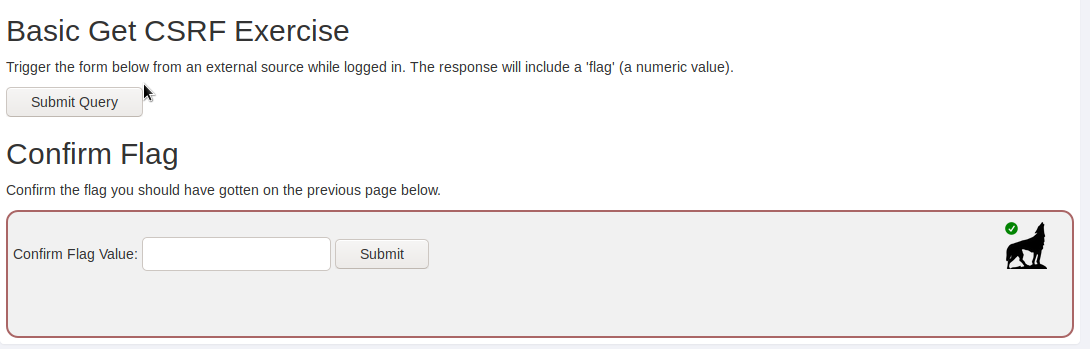 Basic Get CSRF Exercise
Trigger the form below from an external source while logged in. The response will include a 'flag' (a numeric value).
Submit Query
Confirm Flag
Confirm the flag you should have gotten on the previous page below.
Confirm Flag Value: Submit